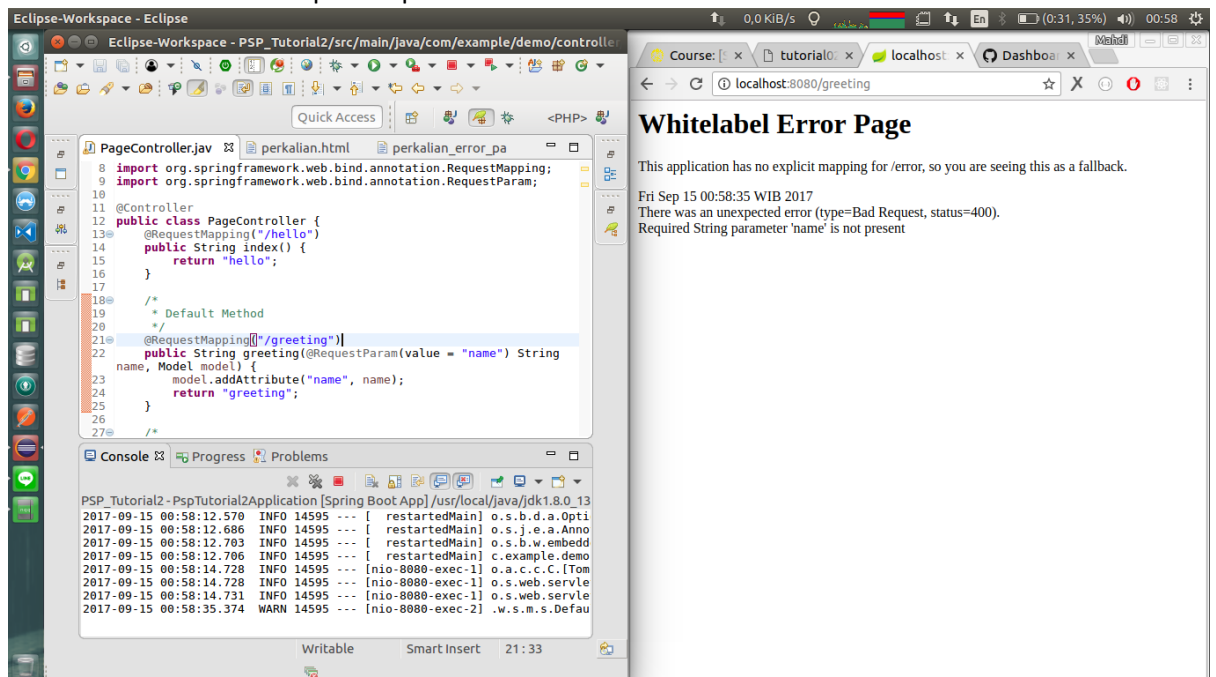 Eclipse-Workspace - Eclipse
0,0 KiB/s
En
(0:31, 35%)
00:58
Eclipse-Workspace - PSP_Tutorial2/src/main/java/com/example/demo/controller
Quick Access
<PHP>
PageController.jav
perkalian.html
perkalian_error_pa
8 import org.springframework.web.bind.annotation.RequestMapping;
9 import org.springframework.web.bind.annotation.RequestParam;
10
11 @Controller
12 public class PageController {
13 @RequestMapping("/hello")
14 public String index() {
15 return "hello";
16 }
17
18 /*
19 * Default Method
20 */
21 @RequestMapping("/greeting")
22 public String greeting(@RequestParam(value = "name") String
name, Model model) {
23 model.addAttribute("name", name);
24 return "greeting";
25 }
26
27 /*
Console
Progress
Problems
PSP_Tutorial2 - PspTutorial2Application [Spring Boot App] /usr/local/java/jdk1.8.0_13
2017-09-15 00:58:12.570 INFO 14595 --- [ restartedMain] o.s.b.d.a.Opti
2017-09-15 00:58:12.686 INFO 14595 --- [ restartedMain] o.s.j.e.a.Anno
2017-09-15 00:58:12.703 INFO 14595 --- [ restartedMain] o.s.b.w.embedd
2017-09-15 00:58:12.706 INFO 14595 --- [ restartedMain] c.example.demo
2017-09-15 00:58:14.728 INFO 14595 --- [nio-8080-exec-1] o.a.c.c.C.[Tom
2017-09-15 00:58:14.728 INFO 14595 --- [nio-8080-exec-1] o.s.web.servle
2017-09-15 00:58:14.731 INFO 14595 --- [nio-8080-exec-1] o.s.web.servle
2017-09-15 00:58:35.374 WARN 14595 --- [nio-8080-exec-2] .w.s.m.s.Defau
Writable
Smart Insert
21 : 33
Mahdi
Course: [S
tutorial02
localhost:
Dashboar
localhost:8080/greeting
Whitelabel Error Page
This application has no explicit mapping for /error, so you are seeing this as a fallback.
Fri Sep 15 00:58:35 WIB 2017
There was an unexpected error (type=Bad Request, status=400).
Required String parameter 'name' is not present